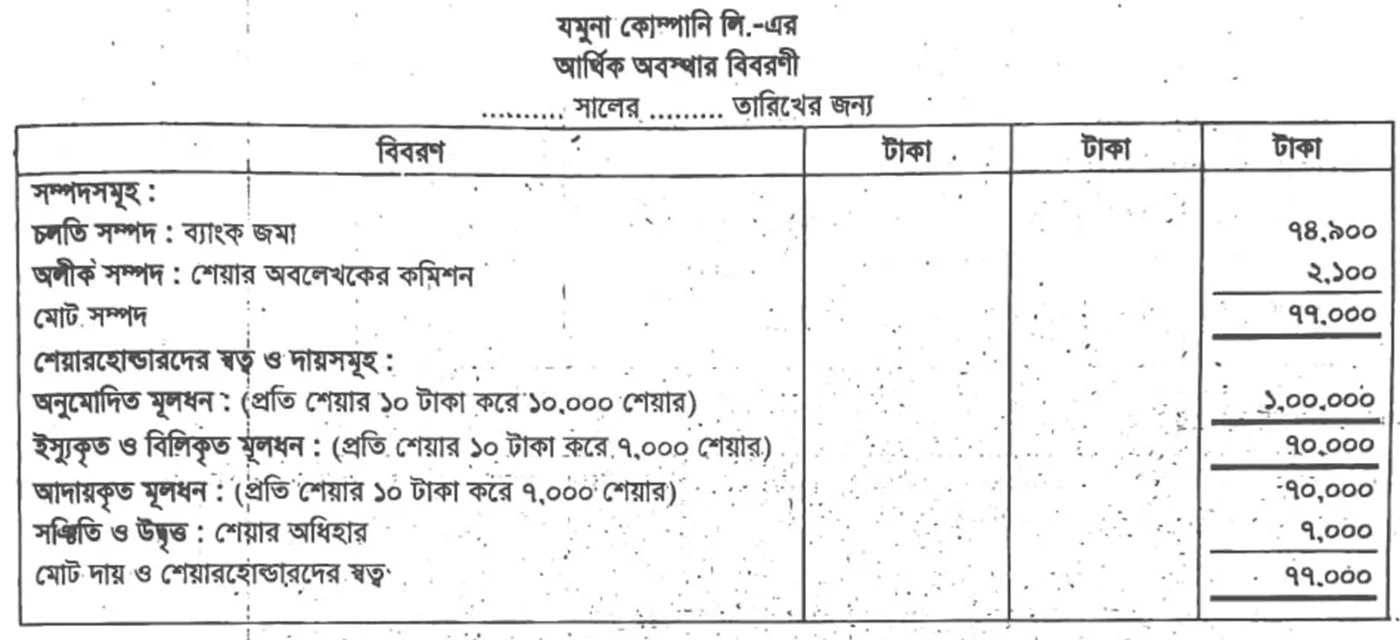 যমুনা কোম্পানি লি.-এর
আর্থিক অবস্থার বিবরণী
.......... সালের ......... তারিখের জন্য
বিবরণ টাকা টাকা টাকা
সম্পদসমূহ :
চলতি সম্পদ : ব্যাংক জমা ৭৪,৯০০
অলীক সম্পদ : শেয়ার অবলেখকের কমিশন ২,১০০
মোট সম্পদ ৭৭,০০০
শেয়ারহোল্ডারদের স্বত্ব ও দায়সমূহ :
অনুমোদিত মূলধন : (প্রতি শেয়ার ১০ টাকা করে ১০,০০০ শেয়ার) ১,০০,০০০
ইস্যুকৃত ও বিলিকৃত মূলধন : (প্রতি শেয়ার ১০ টাকা করে ৭,০০০ শেয়ার) ৭০,০০০
আদায়কৃত মূলধন : (প্রতি শেয়ার ১০ টাকা করে ৭,০০০ শেয়ার) ৭০,০০০
সঞ্চিতি ও উদ্বৃত্ত : শেয়ার অধিহার ৭,০০০
মোট দায় ও শেয়ারহোল্ডারদের স্বত্ব ৭৭,০০০